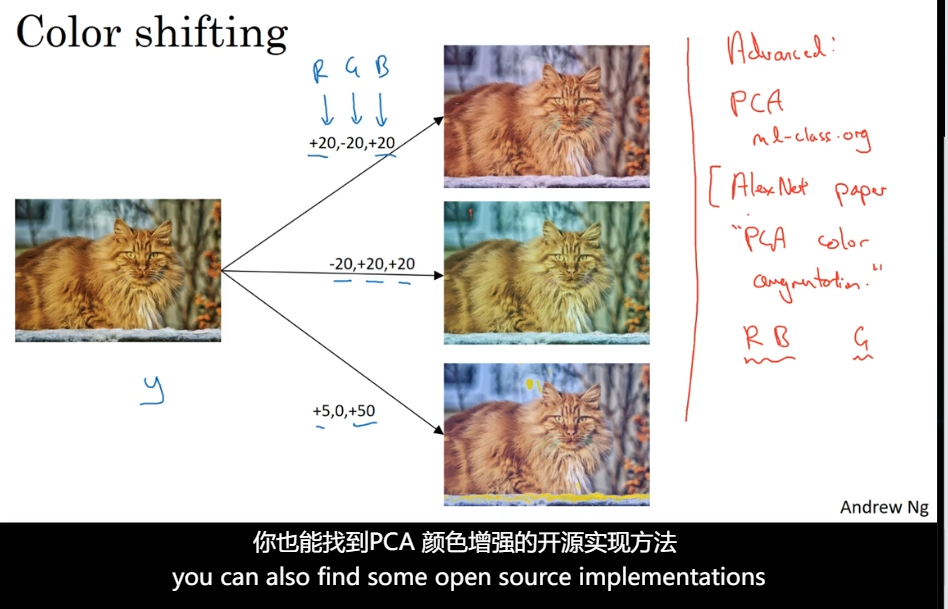 Color shifting
R G B
+20,-20,+20
-20,+20,+20
+5,0,+50
y
Advanced:
PCA
ml-class.org
[ AlexNet paper
"PCA color
augmentation."
R B G
Andrew Ng
你也能找到PCA 颜色增强的开源实现方法
you can also find some open source implementations